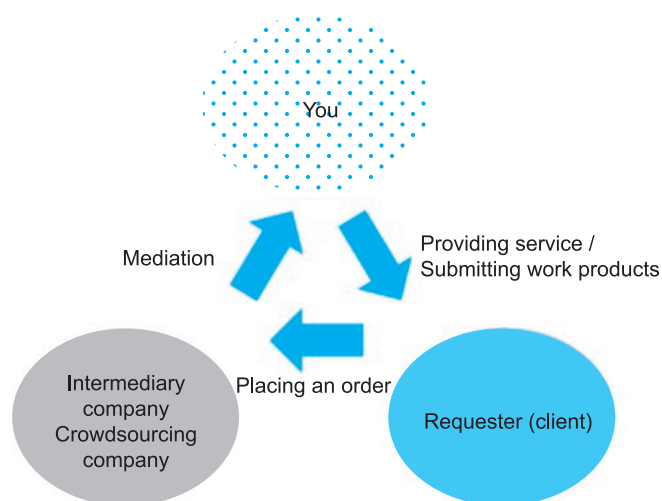 You
Mediation
Providing service /
Submitting work products
Placing an order
Intermediary
company
Crowdsourcing
company
Requester (client)